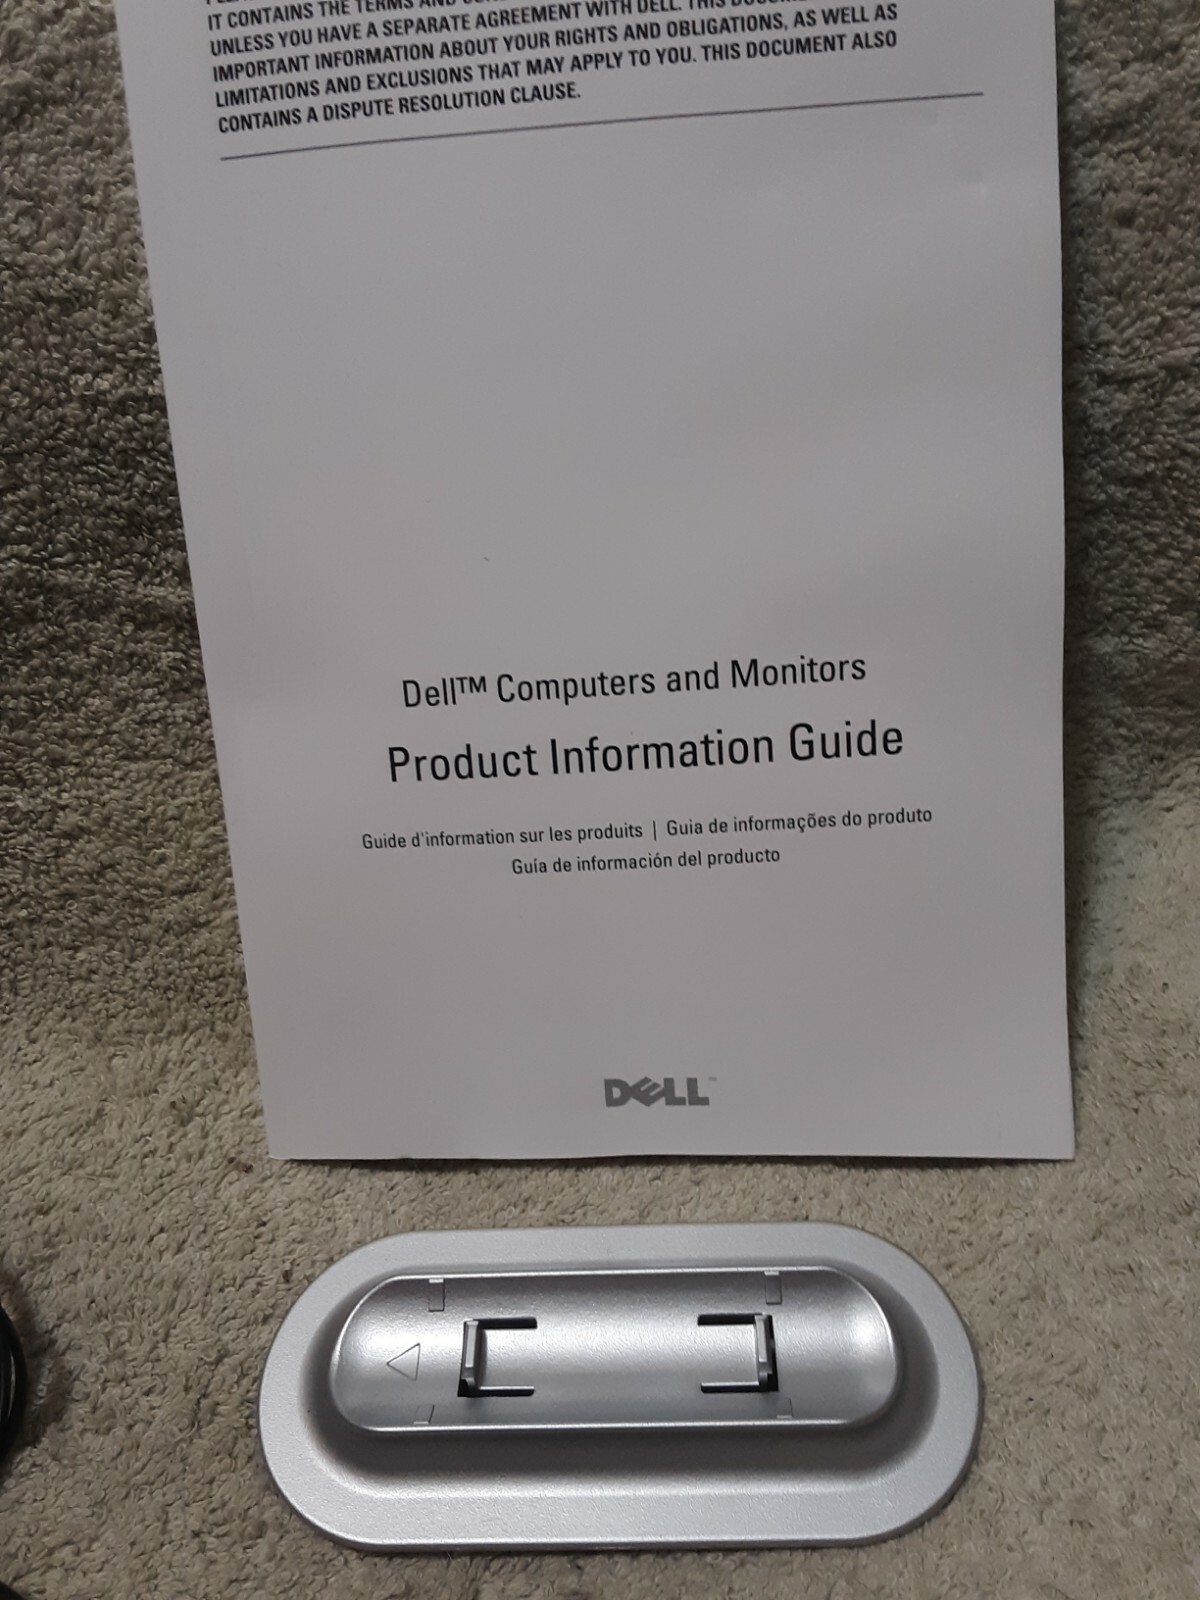 IT CONTAINS THE TERMS AND
UNLESS YOU HAVE A SEPARATE AGREEMENT WITH DELL. THIS
IMPORTANT INFORMATION ABOUT YOUR RIGHTS AND OBLIGATIONS, AS WELL AS
LIMITATIONS AND EXCLUSIONS THAT MAY APPLY TO YOU. THIS DOCUMENT ALSO
CONTAINS A DISPUTE RESOLUTION CLAUSE.
Dell™ Computers and Monitors
Product Information Guide
Guide d'information sur les produits | Guia de informações do produto
Guía de información del producto
DELL™